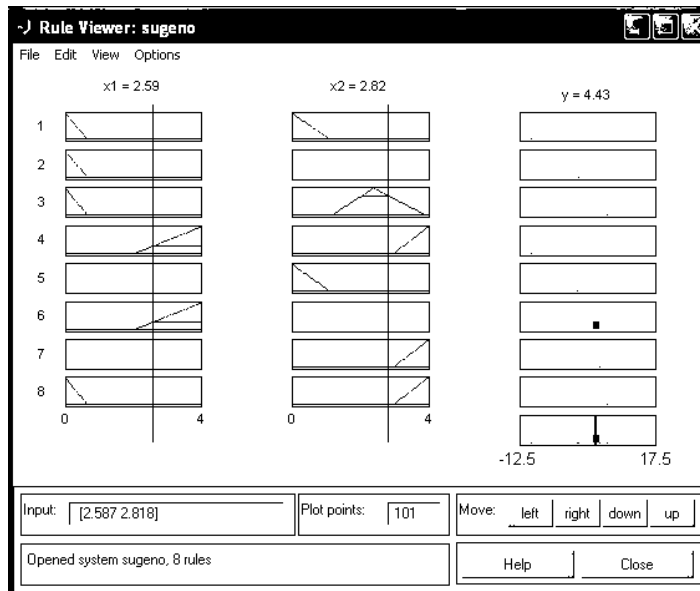 Rule Viewer: sugeno
File Edit View Options
x1 = 2.59 x2 = 2.82 y = 4.43
1
2
3
4
5
6
7
8
0 4 0 4
-12.5 17.5
Input: [2.587 2.818] Plot points: 101 Move: left right down up
Opened system sugeno, 8 rules Help Close